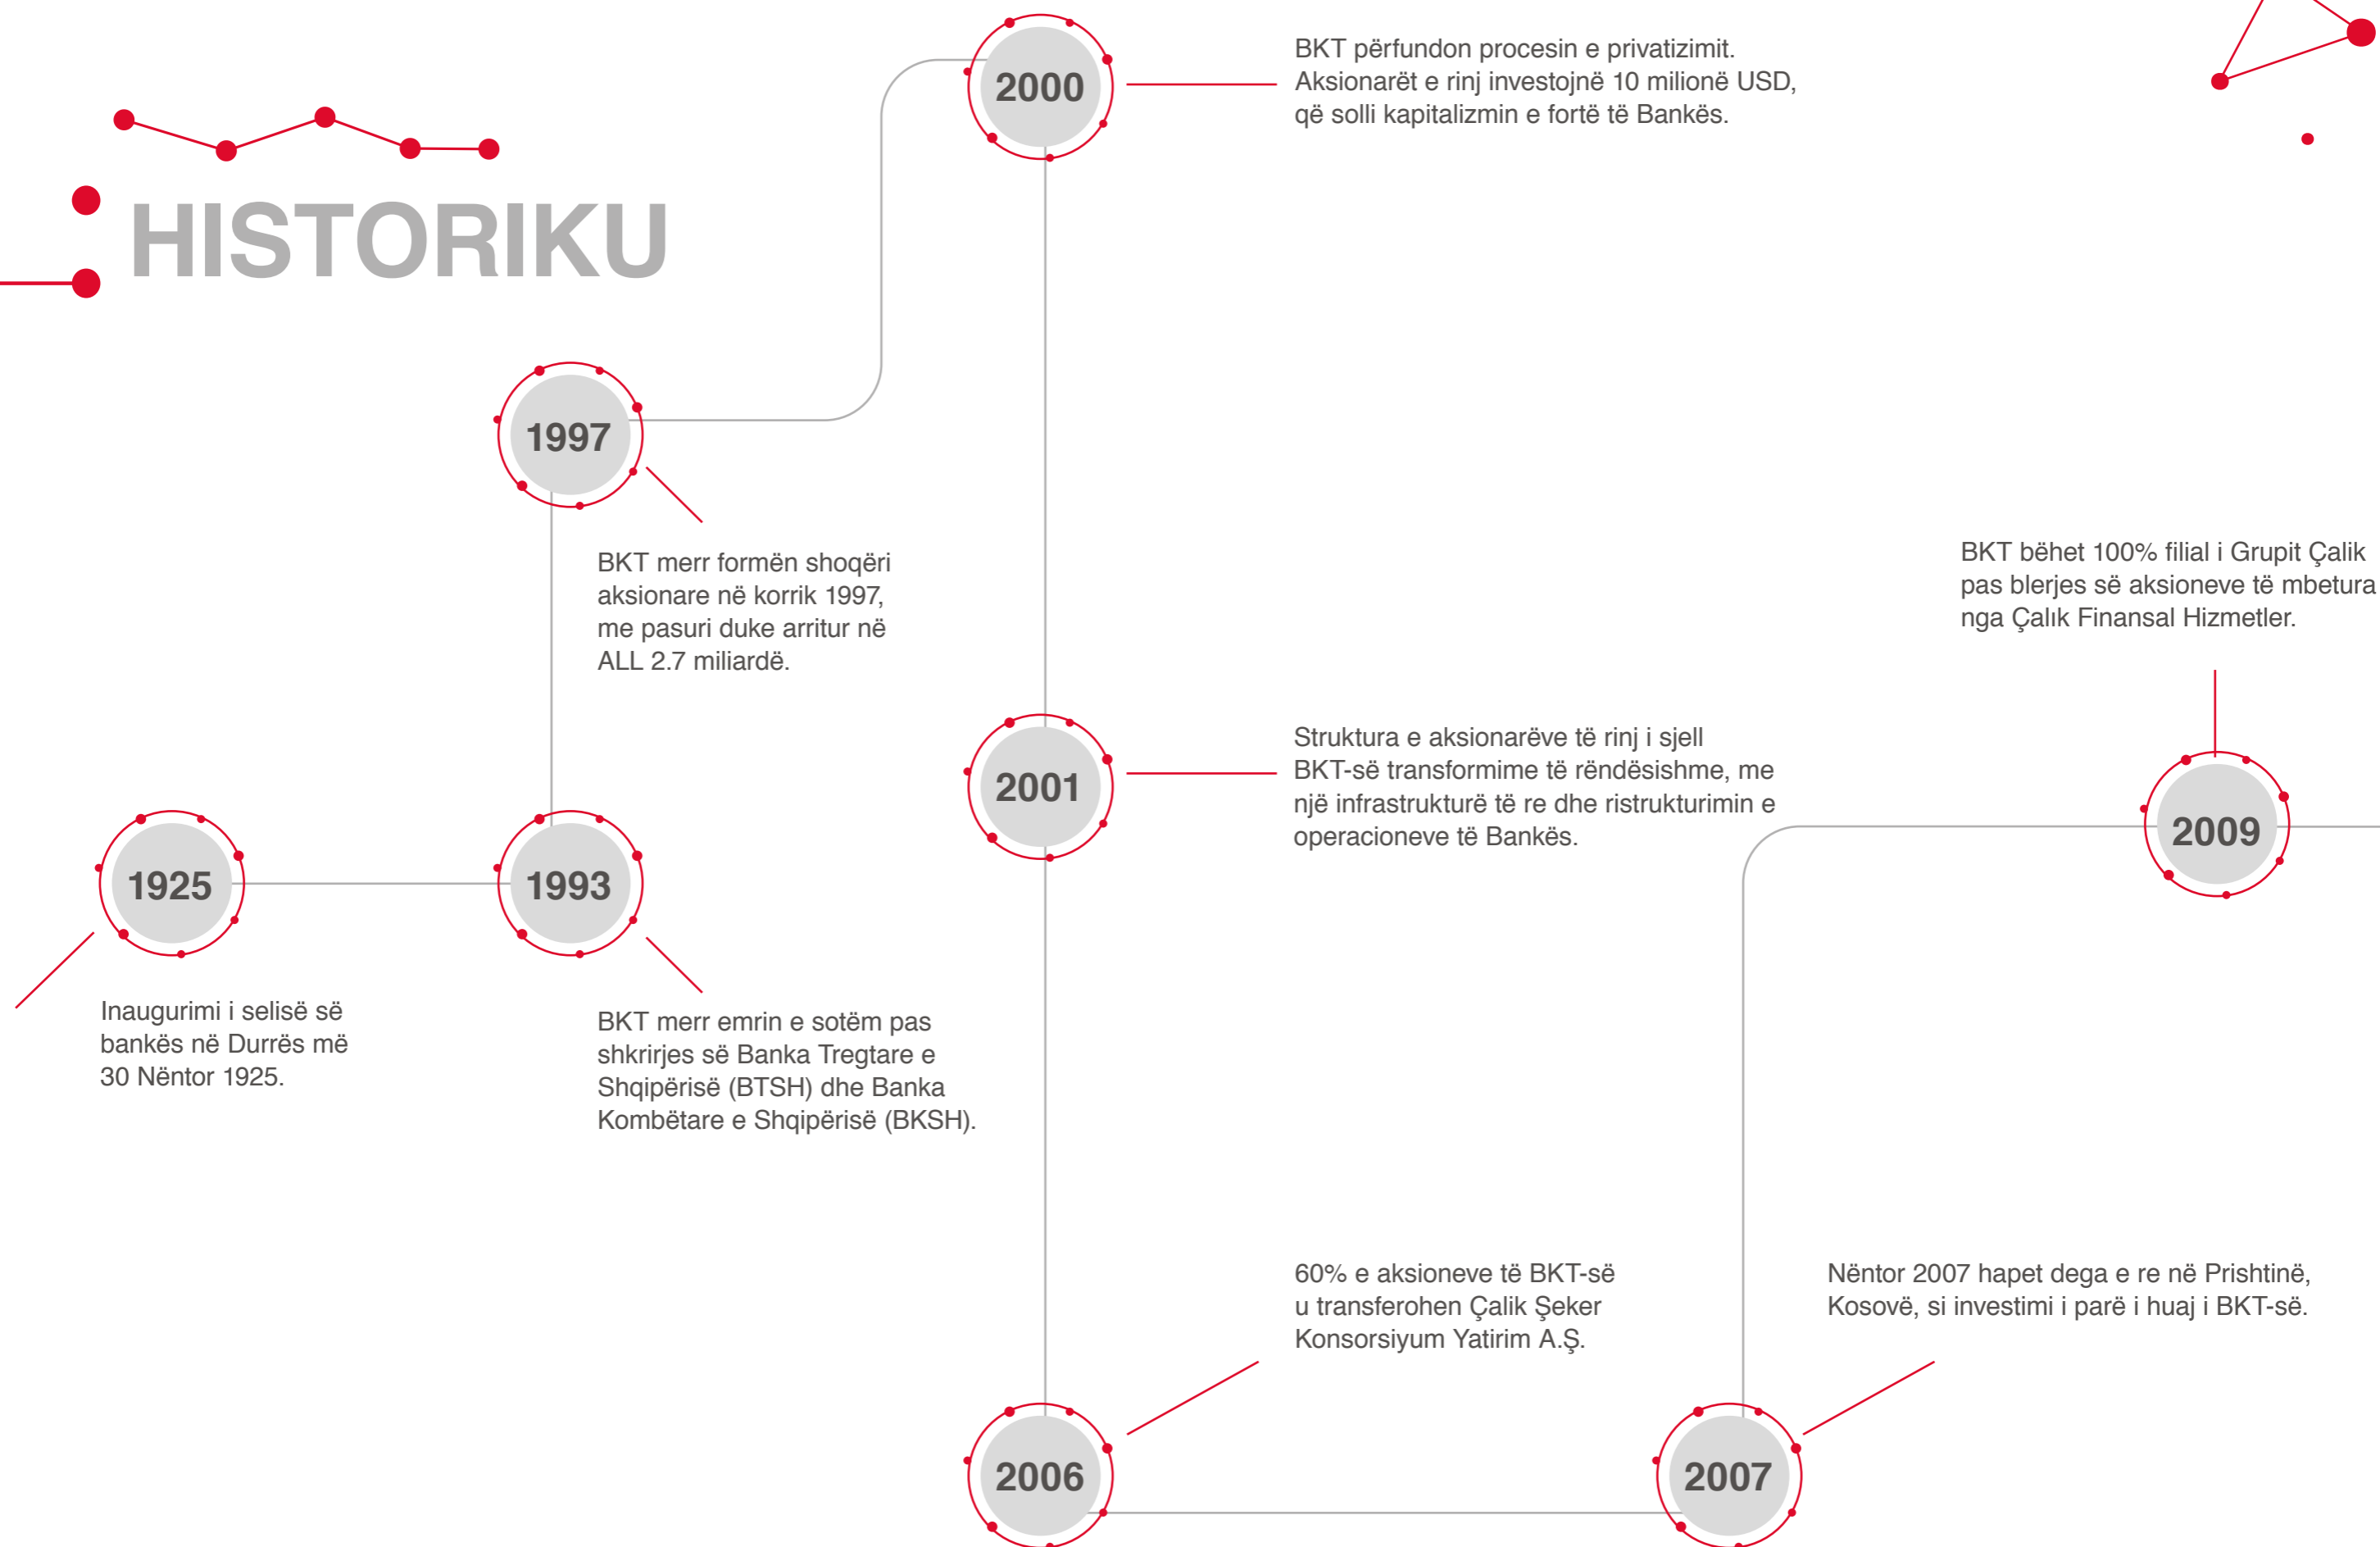 HISTORIKU
1925
Inaugurimi i selisë së
bankës në Durrës më
30 Nëntor 1925.
1993
BKT merr emrin e sotëm pas
shkrirjes së Banka Tregtare e
Shqipërisë (BTSH) dhe Banka
Kombëtare e Shqipërisë (BKSH).
1997
BKT merr formën shoqëri
aksionare në korrik 1997,
me pasuri duke arritur në
ALL 2.7 miliardë.
2000
BKT përfundon procesin e privatizimit.
Aksionarët e rinj investojnë 10 milionë USD,
që solli kapitalizmin e fortë të Bankës.
2001
Struktura e aksionarëve të rinj i sjell
BKT-së transformime të rëndësishme, me
një infrastrukturë të re dhe ristrukturimin e
operacioneve të Bankës.
2006
60% e aksioneve të BKT-së
u transferohen Çalik Şeker
Konsorsiyum Yatirim A.Ş.
2007
Nëntor 2007 hapet dega e re në Prishtinë,
Kosovë, si investimi i parë i huaj i BKT-së.
2009
BKT bëhet 100% filial i Grupit Çalik
pas blerjes së aksioneve të mbetura
nga Çalık Finansal Hizmetler.